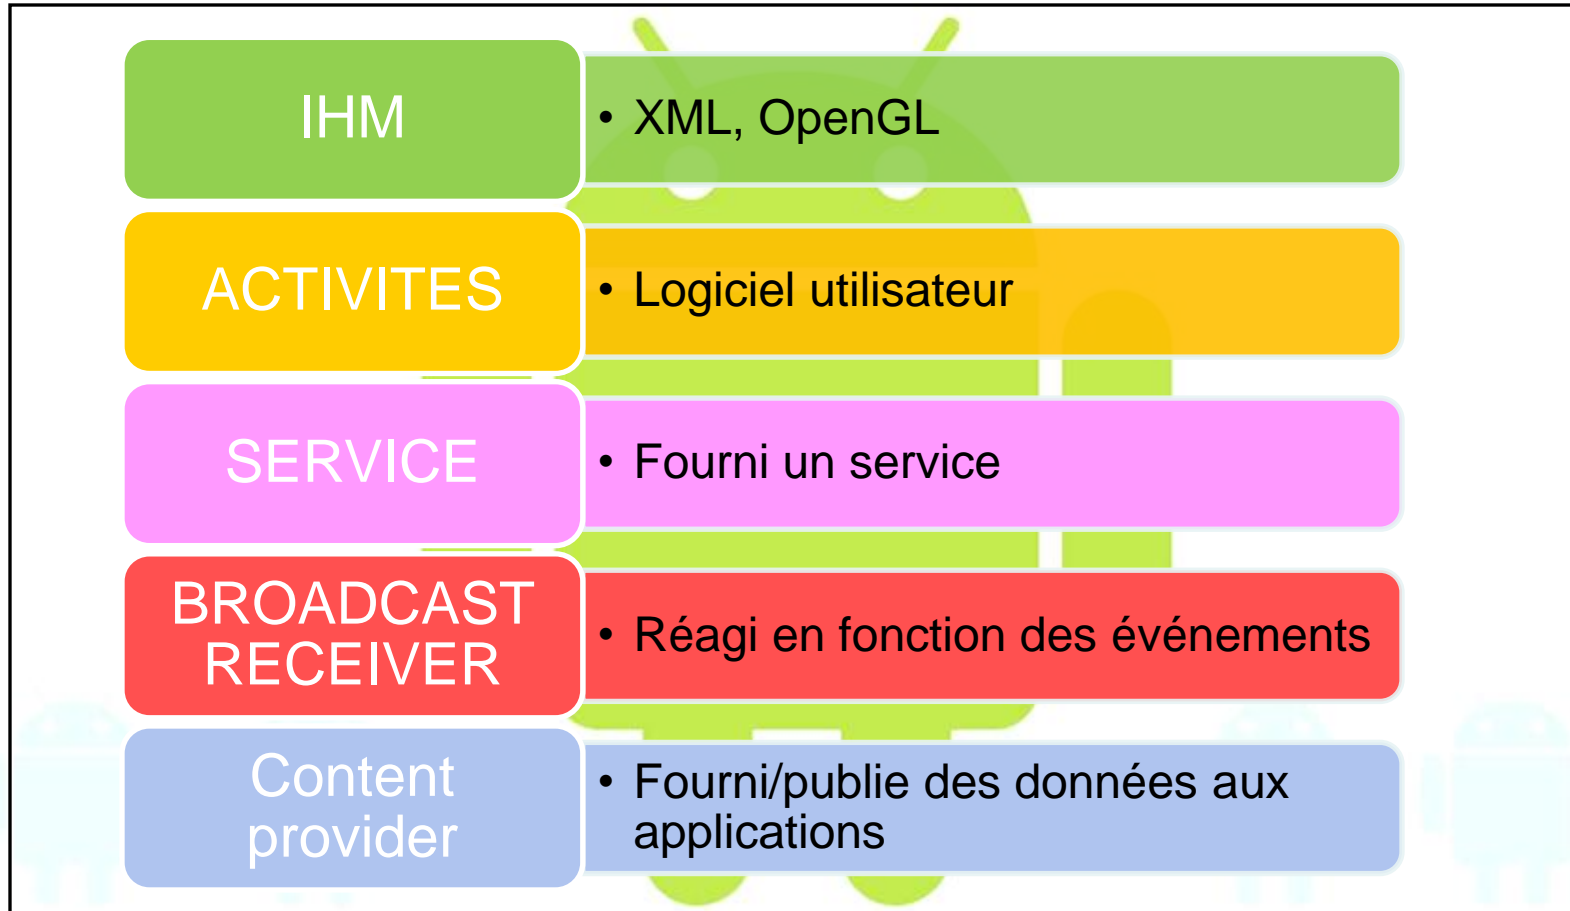 IHM
• XML, OpenGL
ACTIVITES
• Logiciel utilisateur
SERVICE
• Fourni un service
BROADCAST
RECEIVER
• Réagi en fonction des événements
Content
provider
• Fourni/publie des données aux
applications